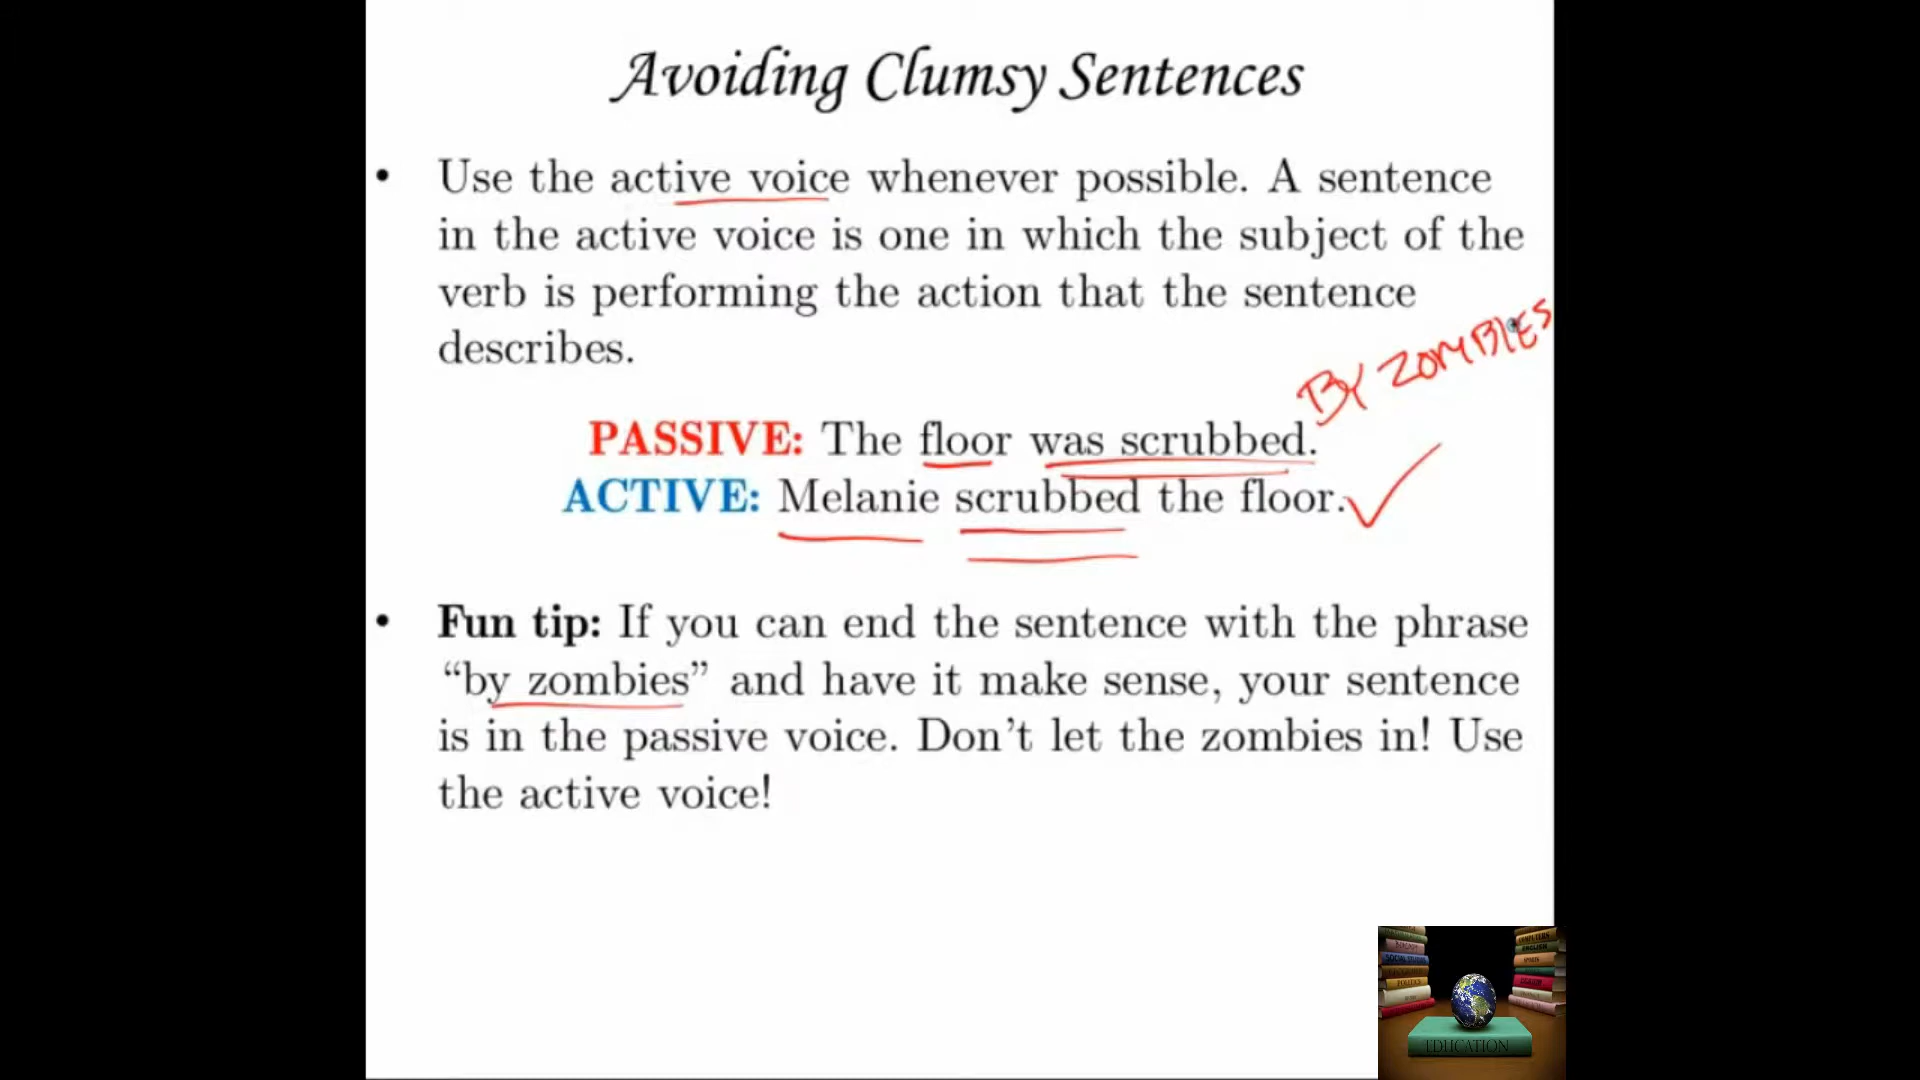 Avoiding Clumsy Sentences
• Use the active voice whenever possible. A sentence
in the active voice is one in which the subject of the
verb is performing the action that the sentence
describes.
BY ZOMBIES
PASSIVE: The floor was scrubbed.
ACTIVE: Melanie scrubbed the floor.
• Fun tip: If you can end the sentence with the phrase
“by zombies” and have it make sense, your sentence
is in the passive voice. Don’t let the zombies in! Use
the active voice!
COMPUTERS
ENGLISH
SPORTS
POLITICS
EDUCATION